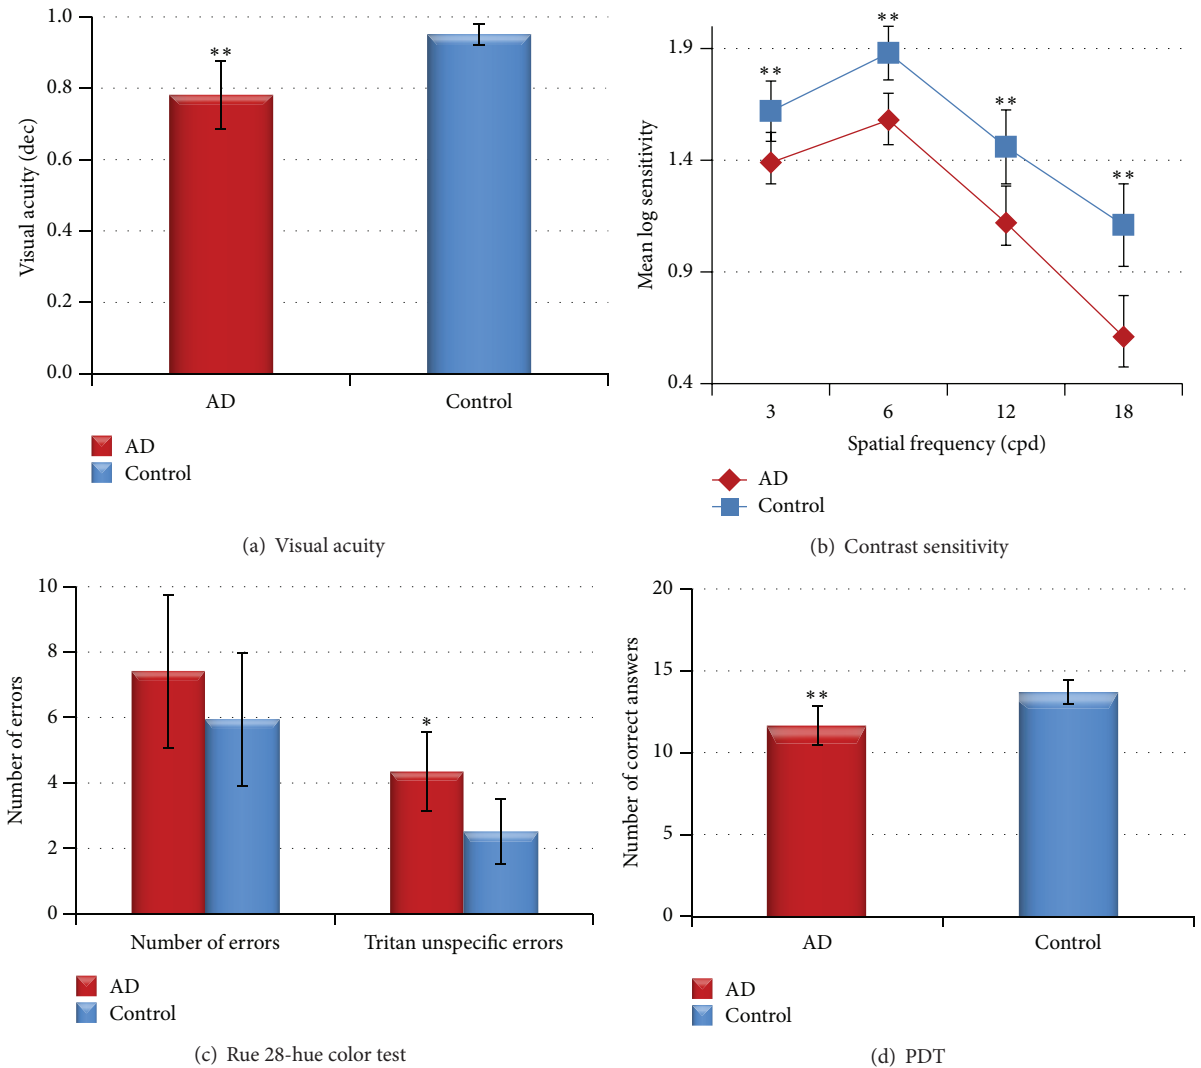 1.0
0.8
0.6
0.4
0.2
0.0
Visual acuity (dec)
**
AD
Control
AD
Control
(a) Visual acuity
1.9
1.4
0.9
0.4
Mean log sensitivity
**
**
**
**
3 6 12 18
Spatial frequency (cpd)
AD
Control
(b) Contrast sensitivity
10
8
6
4
2
0
Number of errors
*
Number of errors
Tritan unspecific errors
AD
Control
(c) Rue 28-hue color test
20
15
10
5
0
Number of correct answers
**
AD
Control
AD
Control
(d) PDT